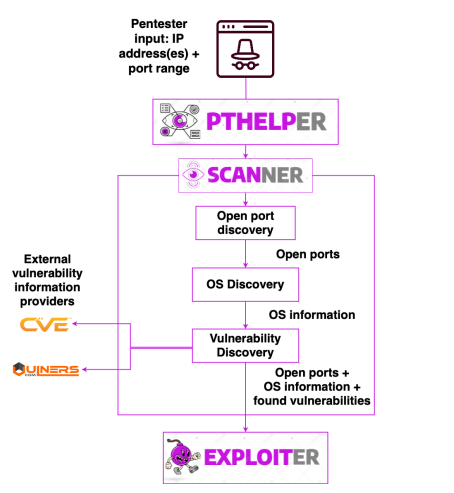 Pentester
input: IP
address(es) +
port range
PTHELPER
SCANNER
Open port
discovery
Open ports
External
vulnerability
information
providers
OS Discovery
OS information
CVE
Vulnerability
Discovery
VULNERS
.COM
Open ports +
OS information +
found vulnerabilities
EXPLOITER